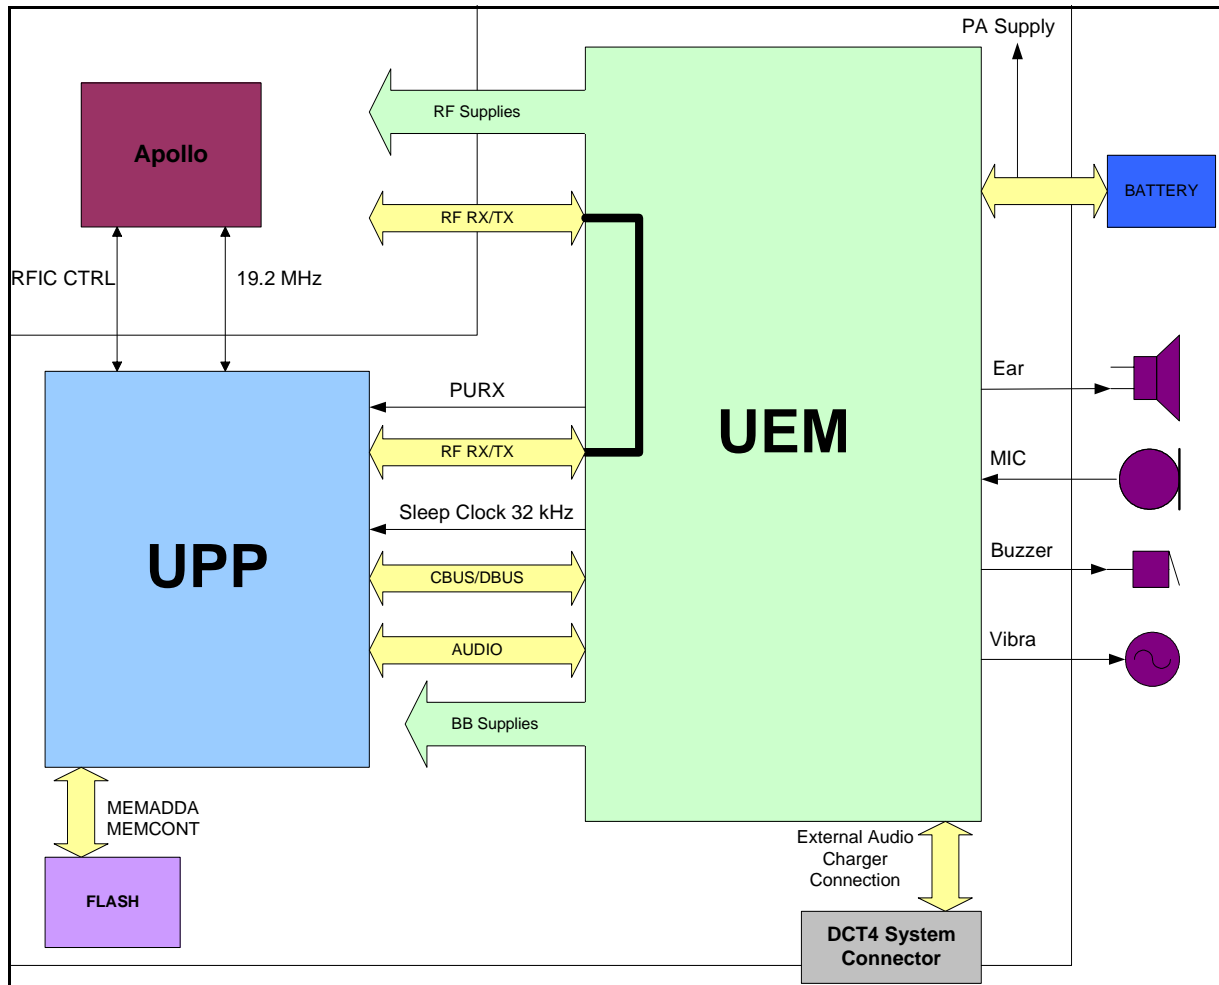 PA Supply
RF Supplies
Apollo
BATTERY
RF RX/TX
RFIC CTRL
19.2 MHz
Ear
PURX
UEM
RF RX/TX
MIC
Sleep Clock 32 kHz
Buzzer
UPP
CBUS/DBUS
Vibra
AUDIO
BB Supplies
MEMADDA
MEMCONT
External Audio
Charger
Connection
FLASH
DCT4 System
Connector